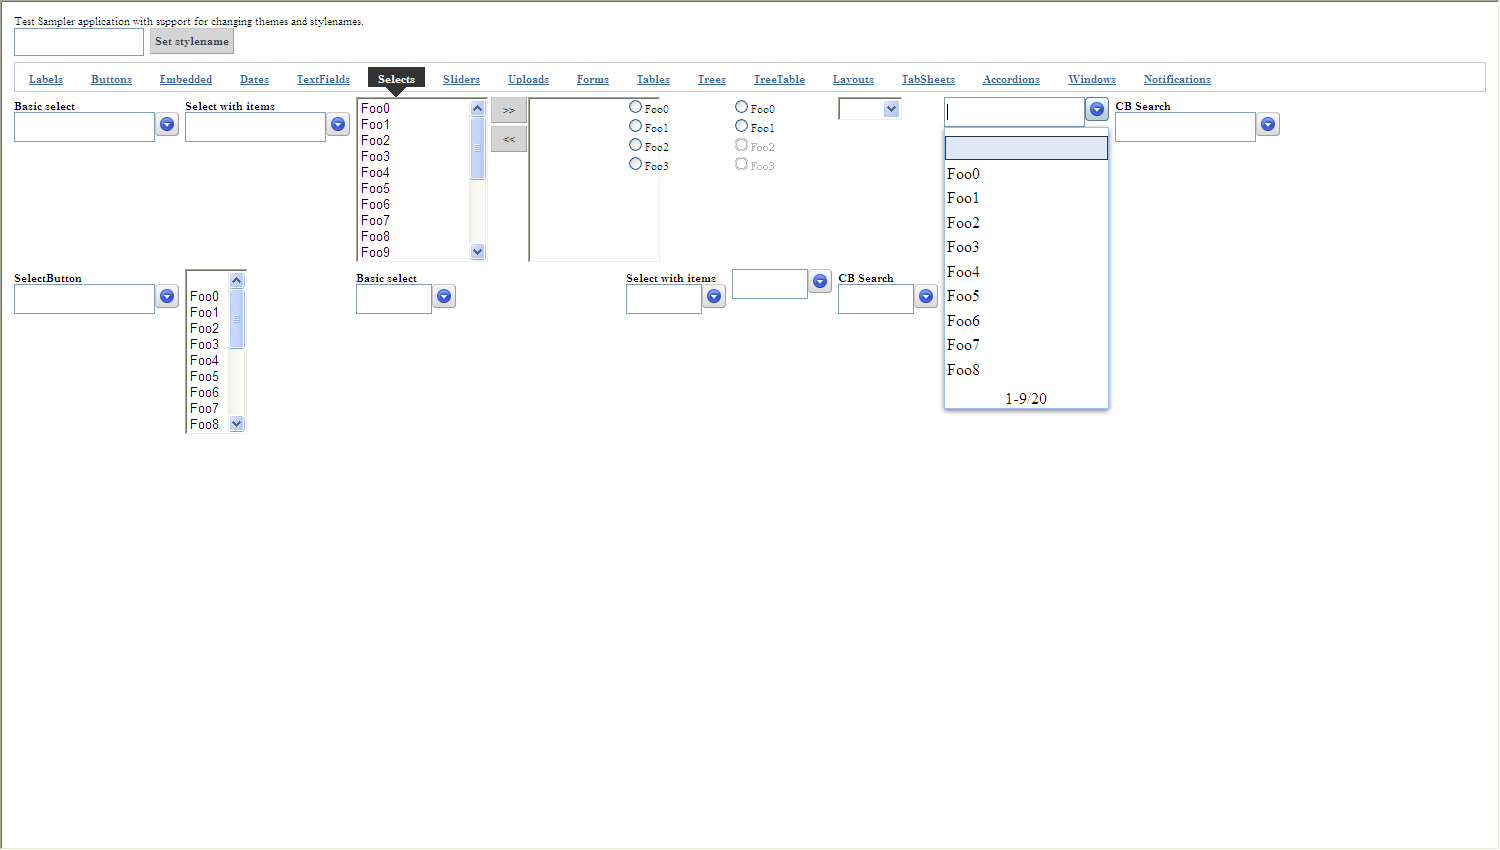 Test Sampler application with support for changing themes and stylenames.
Set stylename
Labels Buttons Embedded Dates TextFields Selects Sliders Uploads Forms Tables Trees TreeTable Layouts TabSheets Accordions Windows Notifications
Basic select
Select with items
Foo0
Foo1
Foo2
Foo3
Foo4
Foo5
Foo6
Foo7
Foo8
Foo9
>>
<<
Foo0
Foo1
Foo2
Foo3
Foo0
Foo1
Foo2
Foo3
Foo0
Foo1
Foo2
Foo3
Foo4
Foo5
Foo6
Foo7
Foo8
1-9/20
CB Search
SelectButton
Foo0
Foo1
Foo2
Foo3
Foo4
Foo5
Foo6
Foo7
Foo8
Basic select
Select with items
CB Search